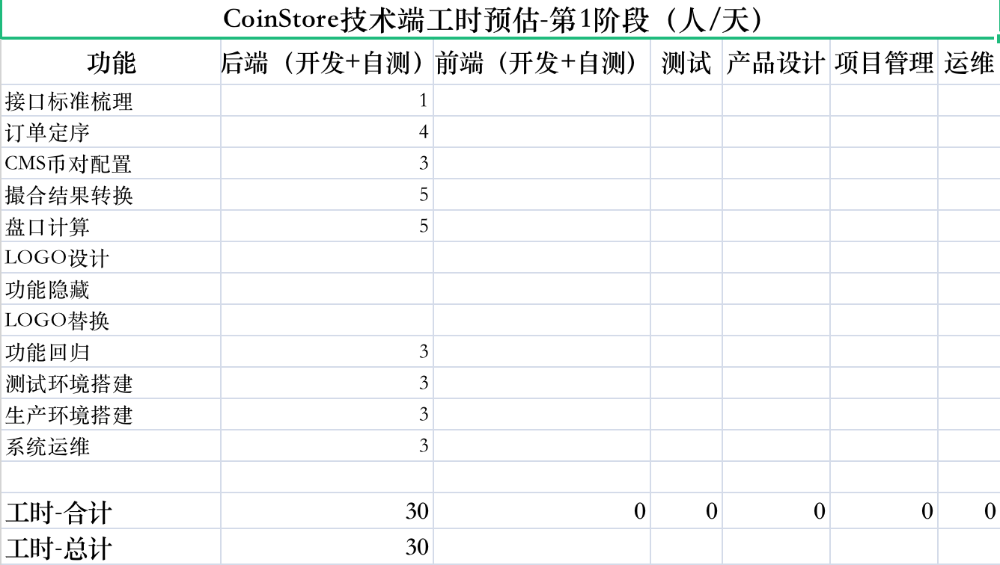 CoinStore技术端工时预估-第1阶段（人/天）
功能 后端（开发+自测） 前端（开发+自测） 测试 产品设计 项目管理 运维
接口标准梳理 1
订单定序 4
CMS币对配置 3
撮合结果转换 5
盘口计算 5
LOGO设计
功能隐藏
LOGO替换
功能回归 3
测试环境搭建 3
生产环境搭建 3
系统运维 3
工时-合计 30 0 0 0 0 0
工时-总计 30